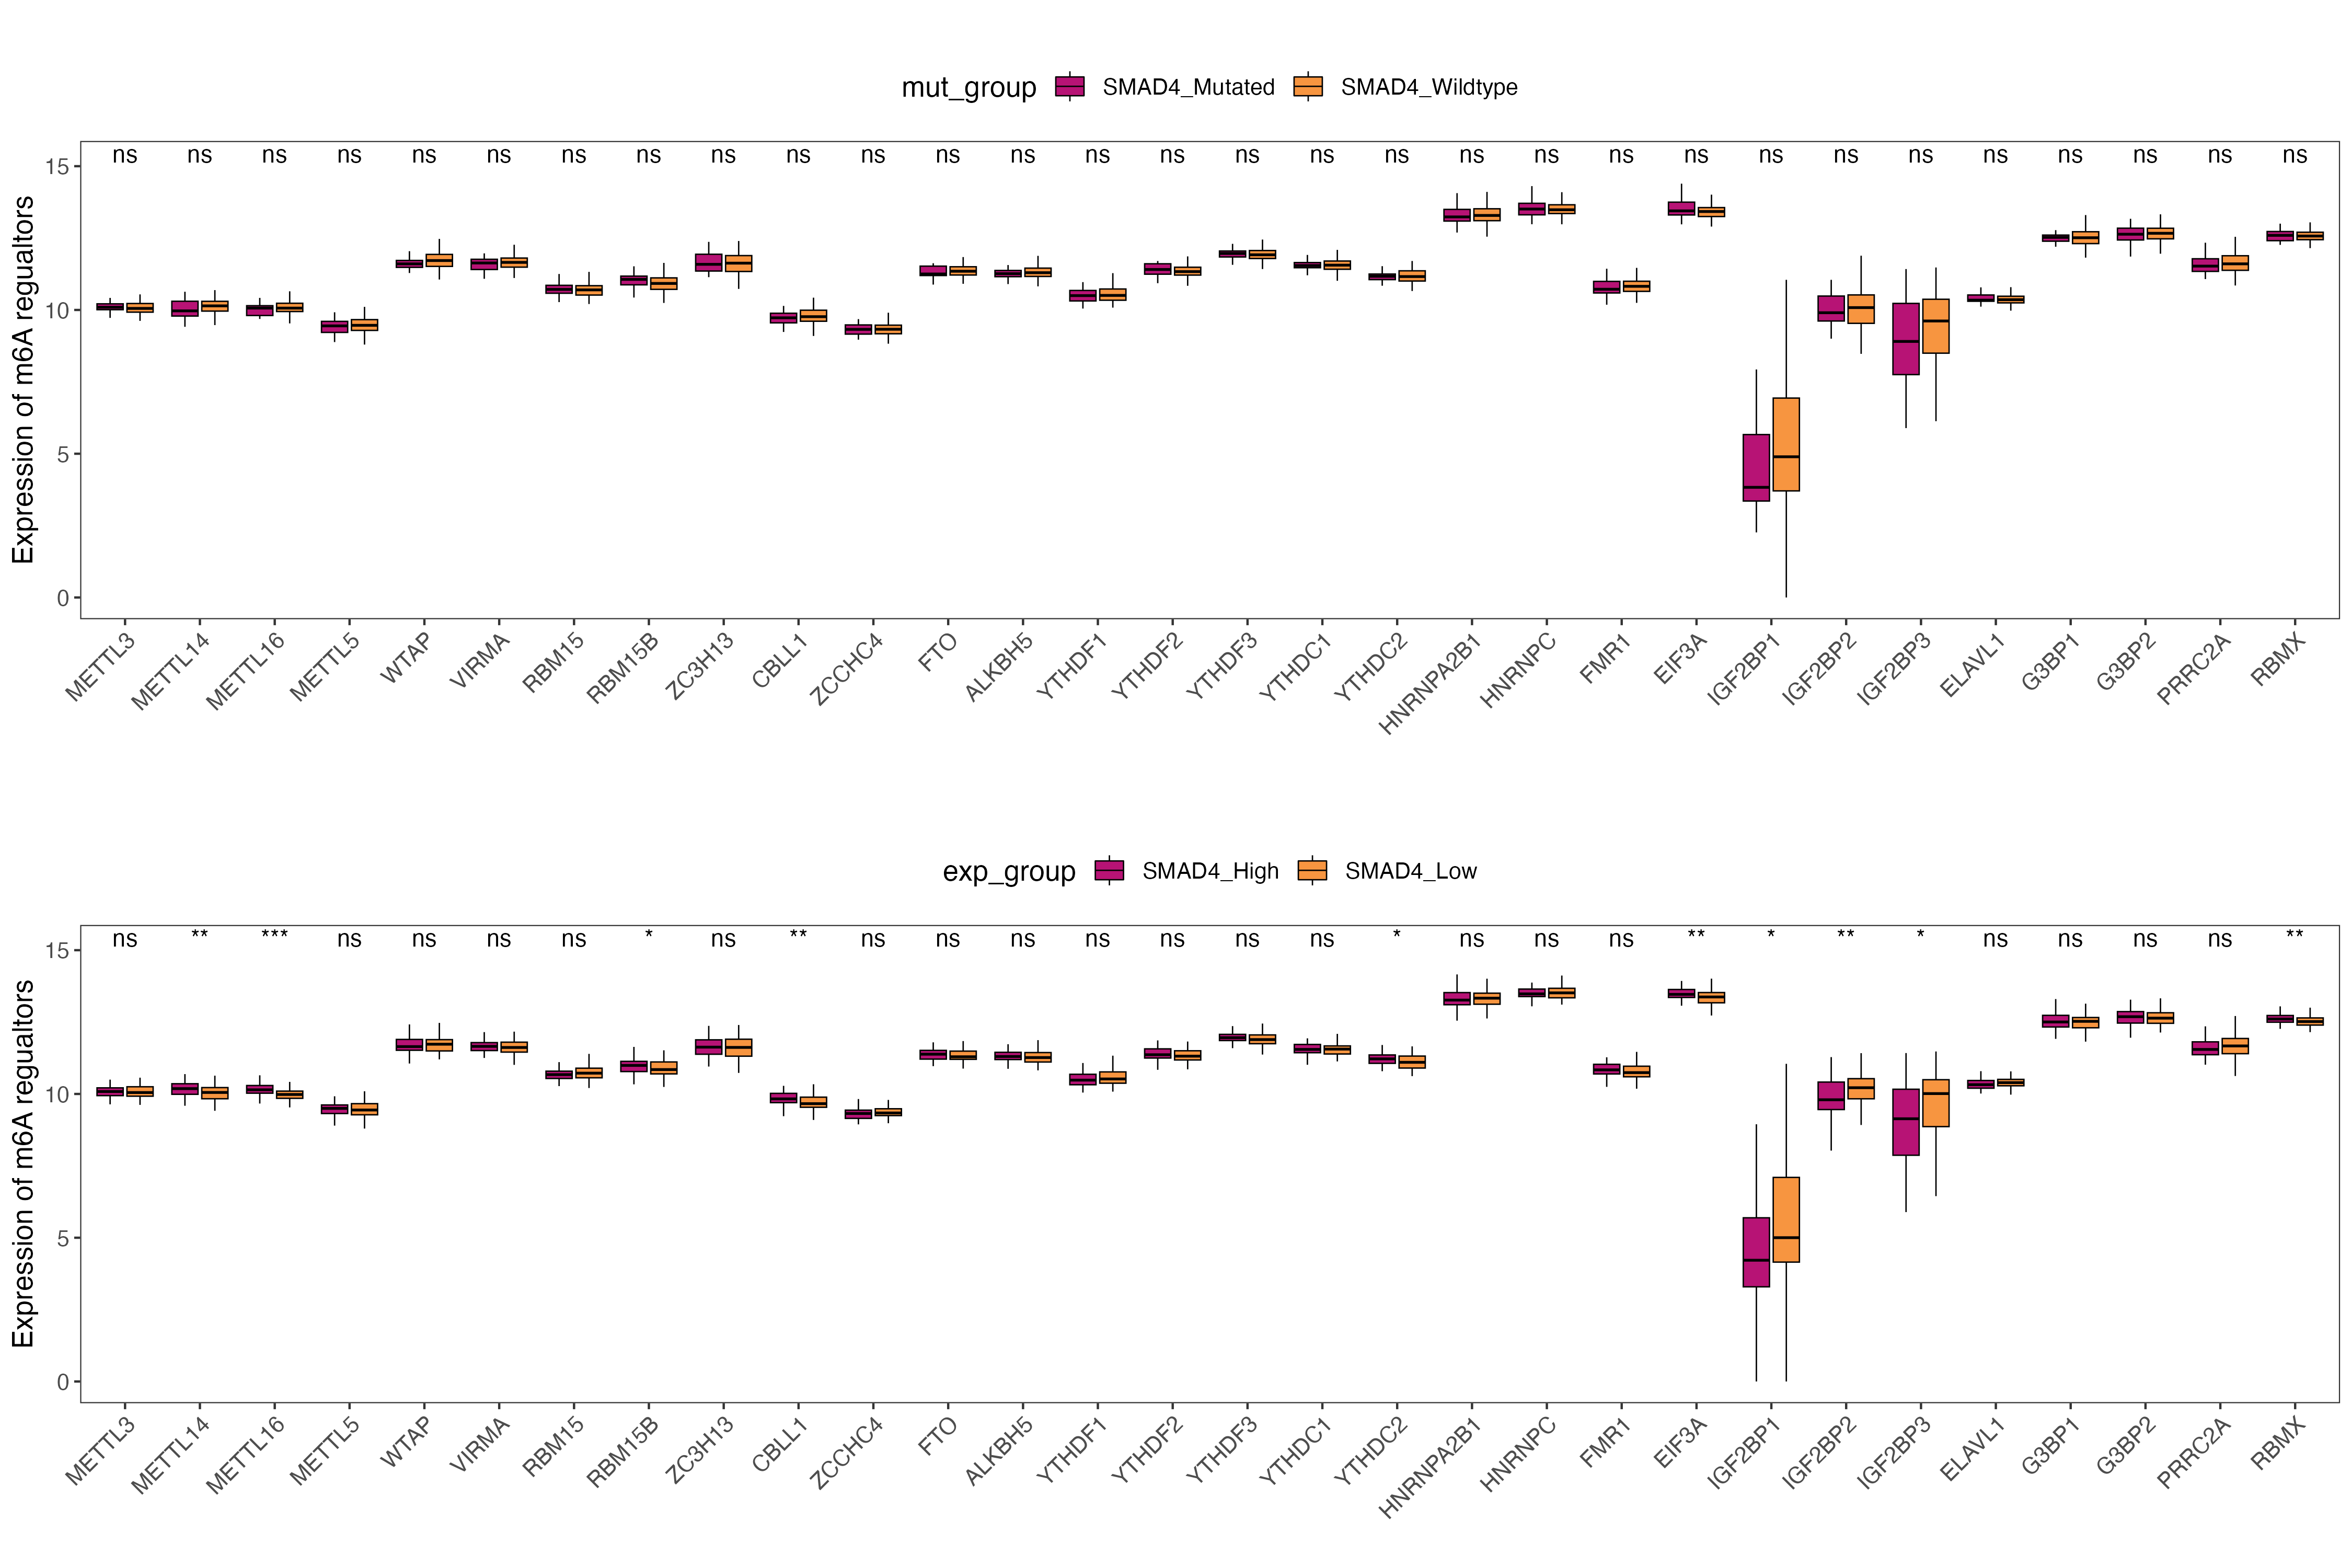 mut_group SMAD4_Mutated SMAD4_Wildtype
ns ns ns ns ns ns ns ns ns ns ns ns ns ns ns ns ns ns ns ns ns ns ns ns ns ns ns ns ns ns
Expression of m6A regualtors
15
10
5
0
METTL3 METTL14 METTL16 METTL5 WTAP VIRMA RBM15 RBM15B ZC3H13 CBLL1 ZCCHC4 FTO ALKBH5 YTHDF1 YTHDF2 YTHDF3 YTHDC1 YTHDC2 HNRNPA2B1 HNRNPC FMR1 EIF3A IGF2BP1 IGF2BP2 IGF2BP3 ELAVL1 G3BP1 G3BP2 PRRC2A RBMX
exp_group SMAD4_High SMAD4_Low
ns ** *** ns ns ns ns * ns ** ns ns ns ns ns ns ns * ns ns ns ** * ** * ns ns ns ns **
Expression of m6A regualtors
15
10
5
0
METTL3 METTL14 METTL16 METTL5 WTAP VIRMA RBM15 RBM15B ZC3H13 CBLL1 ZCCHC4 FTO ALKBH5 YTHDF1 YTHDF2 YTHDF3 YTHDC1 YTHDC2 HNRNPA2B1 HNRNPC FMR1 EIF3A IGF2BP1 IGF2BP2 IGF2BP3 ELAVL1 G3BP1 G3BP2 PRRC2A RBMX